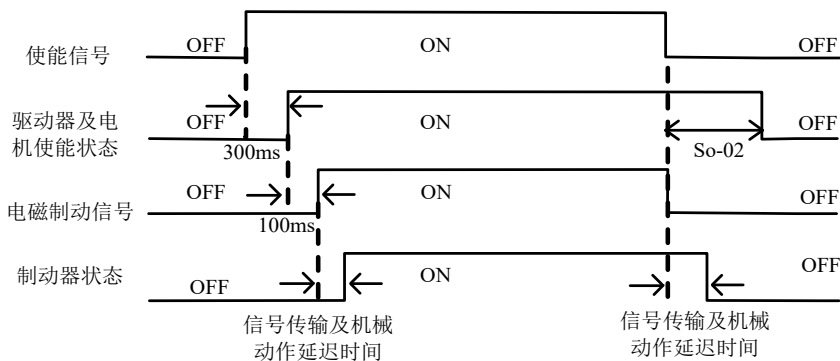 使能信号
OFF
ON
OFF
驱动器及电
机使能状态
OFF
ON
OFF
300ms
So-02
电磁制动信号
OFF
ON
OFF
100ms
制动器状态
OFF
ON
OFF
信号传输及机械
动作延迟时间
信号传输及机械
动作延迟时间